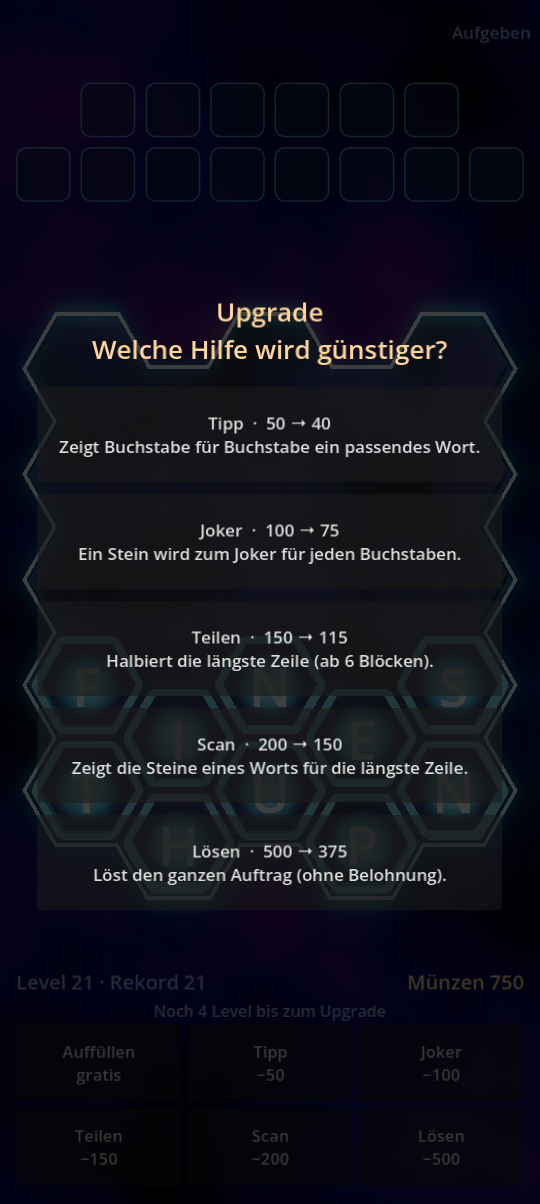 Aufgeben
Upgrade
Welche Hilfe wird günstiger?
Tipp · 50 → 40
Zeigt Buchstabe für Buchstabe ein passendes Wort.
Joker · 100 → 75
Ein Stein wird zum Joker für jeden Buchstaben.
Teilen · 150 → 115
Halbiert die längste Zeile (ab 6 Blöcken).
F N S
Scan · 200 → 150
Zeigt die Steine eines Worts für die längste Zeile.
I E
T U N
Lösen · 500 → 375
Löst den ganzen Auftrag (ohne Belohnung).
H P
Level 21 · Rekord 21
Münzen 750
Noch 4 Level bis zum Upgrade
Auffüllen
gratis
Tipp
−50
Joker
−100
Teilen
−150
Scan
−200
Lösen
−500